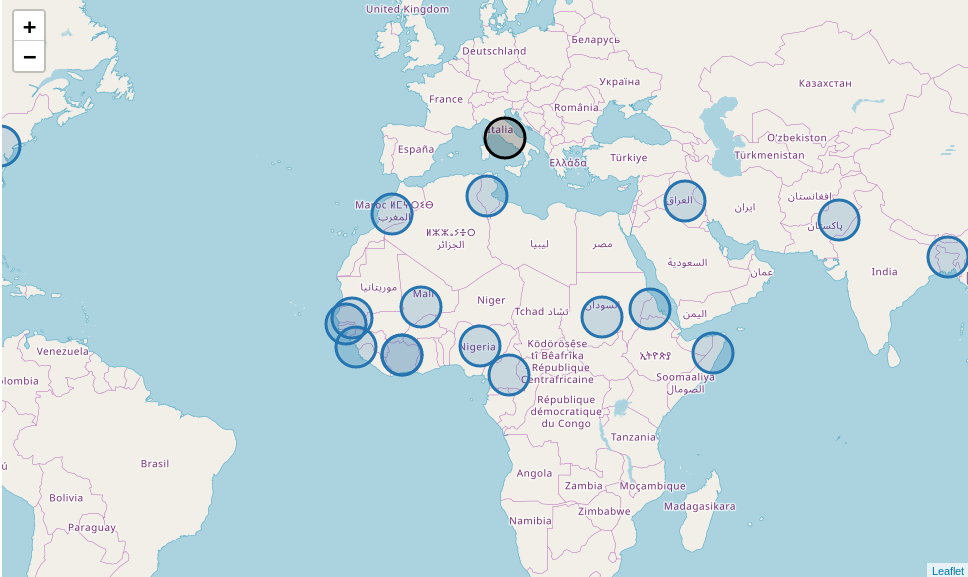 +
−
United Kingdom
Беларусь
Deutschland
Україна
Казахстан
France
România
Italia
O'zbekiston
España
Türkmenistan
Ελλάδα
Türkiye
افغانستان
Maroc ⵍⵎⵖⵔⵉⴱ
المغرب
العراق
ایران
پاکستان
ⵍⵣⵣⴰⵢⴻⵔ
الجزائر
ليبيا
مصر
السعودية
عمان
India
موريتانيا
Mali
Niger
Tchad تشاد
السودان
اليمن
Venezuela
Nigeria
Ködörösêse
tî Bêafrîka
République
Centrafricaine
ኢትዮጵያ
Soomaaliya
الصومال
olombia
République
démocratique
du Congo
Tanzania
Brasil
ú
Angola
Zambia
Moçambique
Bolivia
Madagasikara
Zimbabwe
Namibia
Paraguay
Leaflet